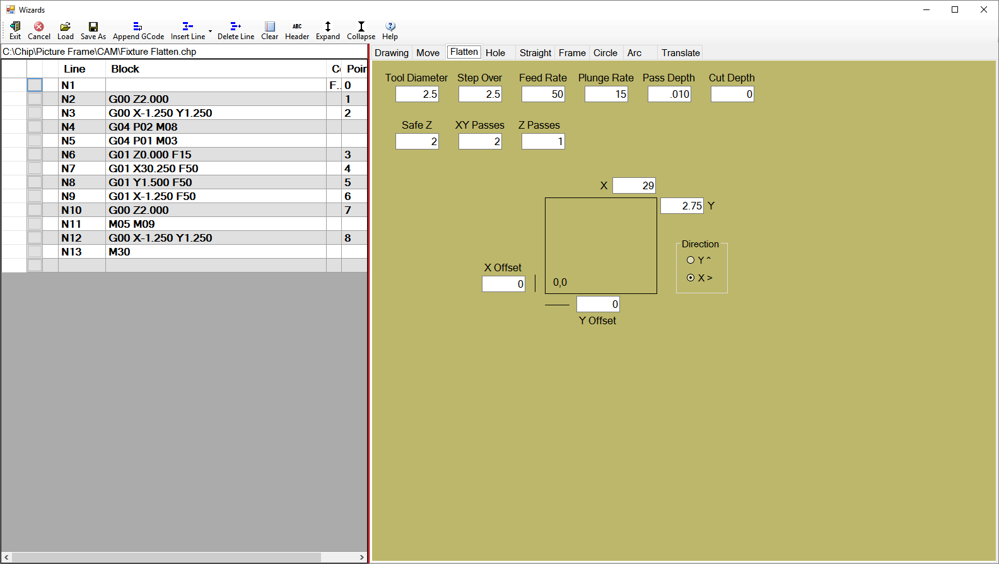 Wizards
Exit Cancel Load Save As Append GCode Insert Line Delete Line Clear ABC Header Expand Collapse Help
C:\Chip\Picture Frame\CAM\Fixture Flatten.chp
Line Block Poin
N1 F.. 0
N2 G00 Z2.000 1
N3 G00 X-1.250 Y1.250 2
N4 G04 P02 M08
N5 G04 P01 M03
N6 G01 Z0.000 F15 3
N7 G01 X30.250 F50 4
N8 G01 Y1.500 F50 5
N9 G01 X-1.250 F50 6
N10 G00 Z2.000 7
N11 M05 M09
N12 G00 X-1.250 Y1.250 8
N13 M30
Drawing Move Flatten Hole Straight Frame Circle Arc Translate
Tool Diameter Step Over Feed Rate Plunge Rate Pass Depth Cut Depth
2.5 2.5 50 15 .010 0
Safe Z XY Passes Z Passes
2 2 1
X 29
2.75 Y
Direction
Y ^
X >
X Offset
0
0,0
0
Y Offset